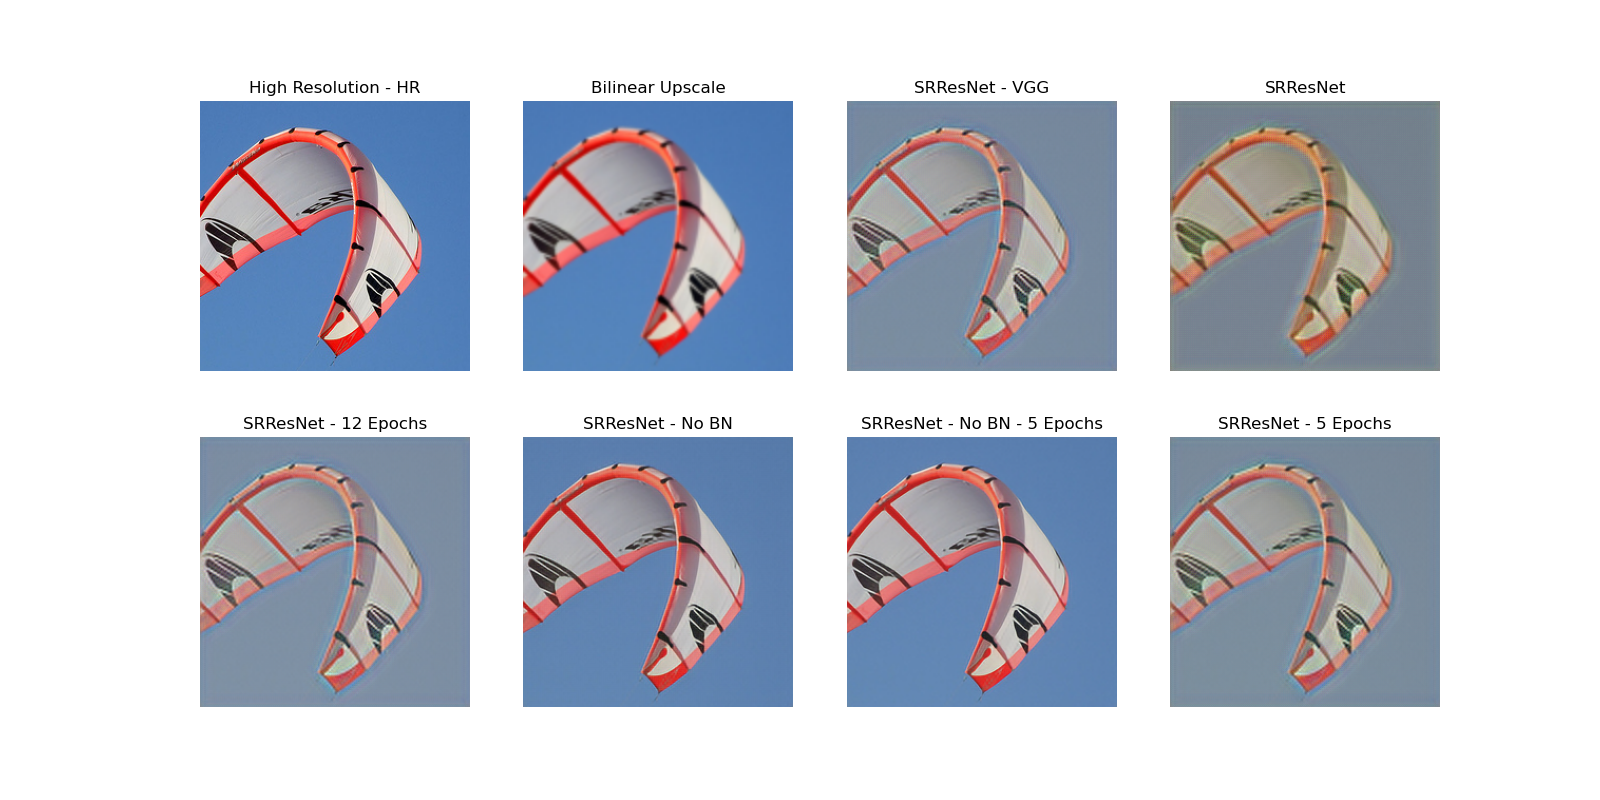 High Resolution - HR
Bilinear Upscale
SRResNet - VGG
SRResNet
SRResNet - 12 Epochs
SRResNet - No BN
SRResNet - No BN - 5 Epochs
SRResNet - 5 Epochs